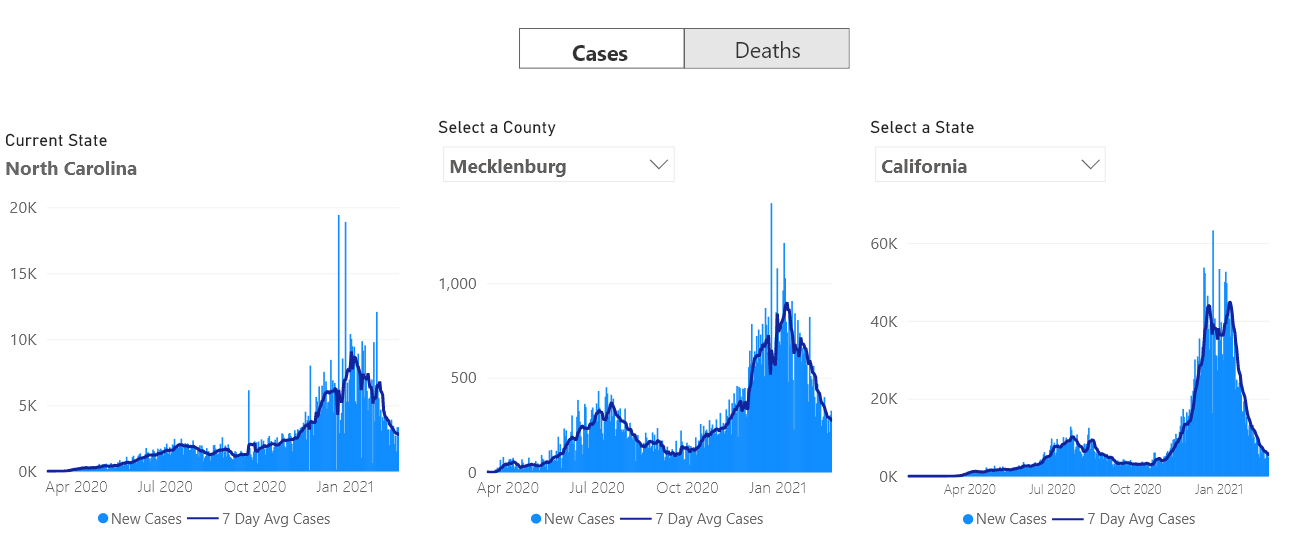 Cases
Deaths
Current State
North Carolina
20K
15K
10K
5K
0K
Apr 2020
Jul 2020
Oct 2020
Jan 2021
New Cases
7 Day Avg Cases
Select a County
Mecklenburg
1,000
500
0
Apr 2020
Jul 2020
Oct 2020
Jan 2021
New Cases
7 Day Avg Cases
Select a State
California
60K
40K
20K
0K
Apr 2020
Jul 2020
Oct 2020
Jan 2021
New Cases
7 Day Avg Cases